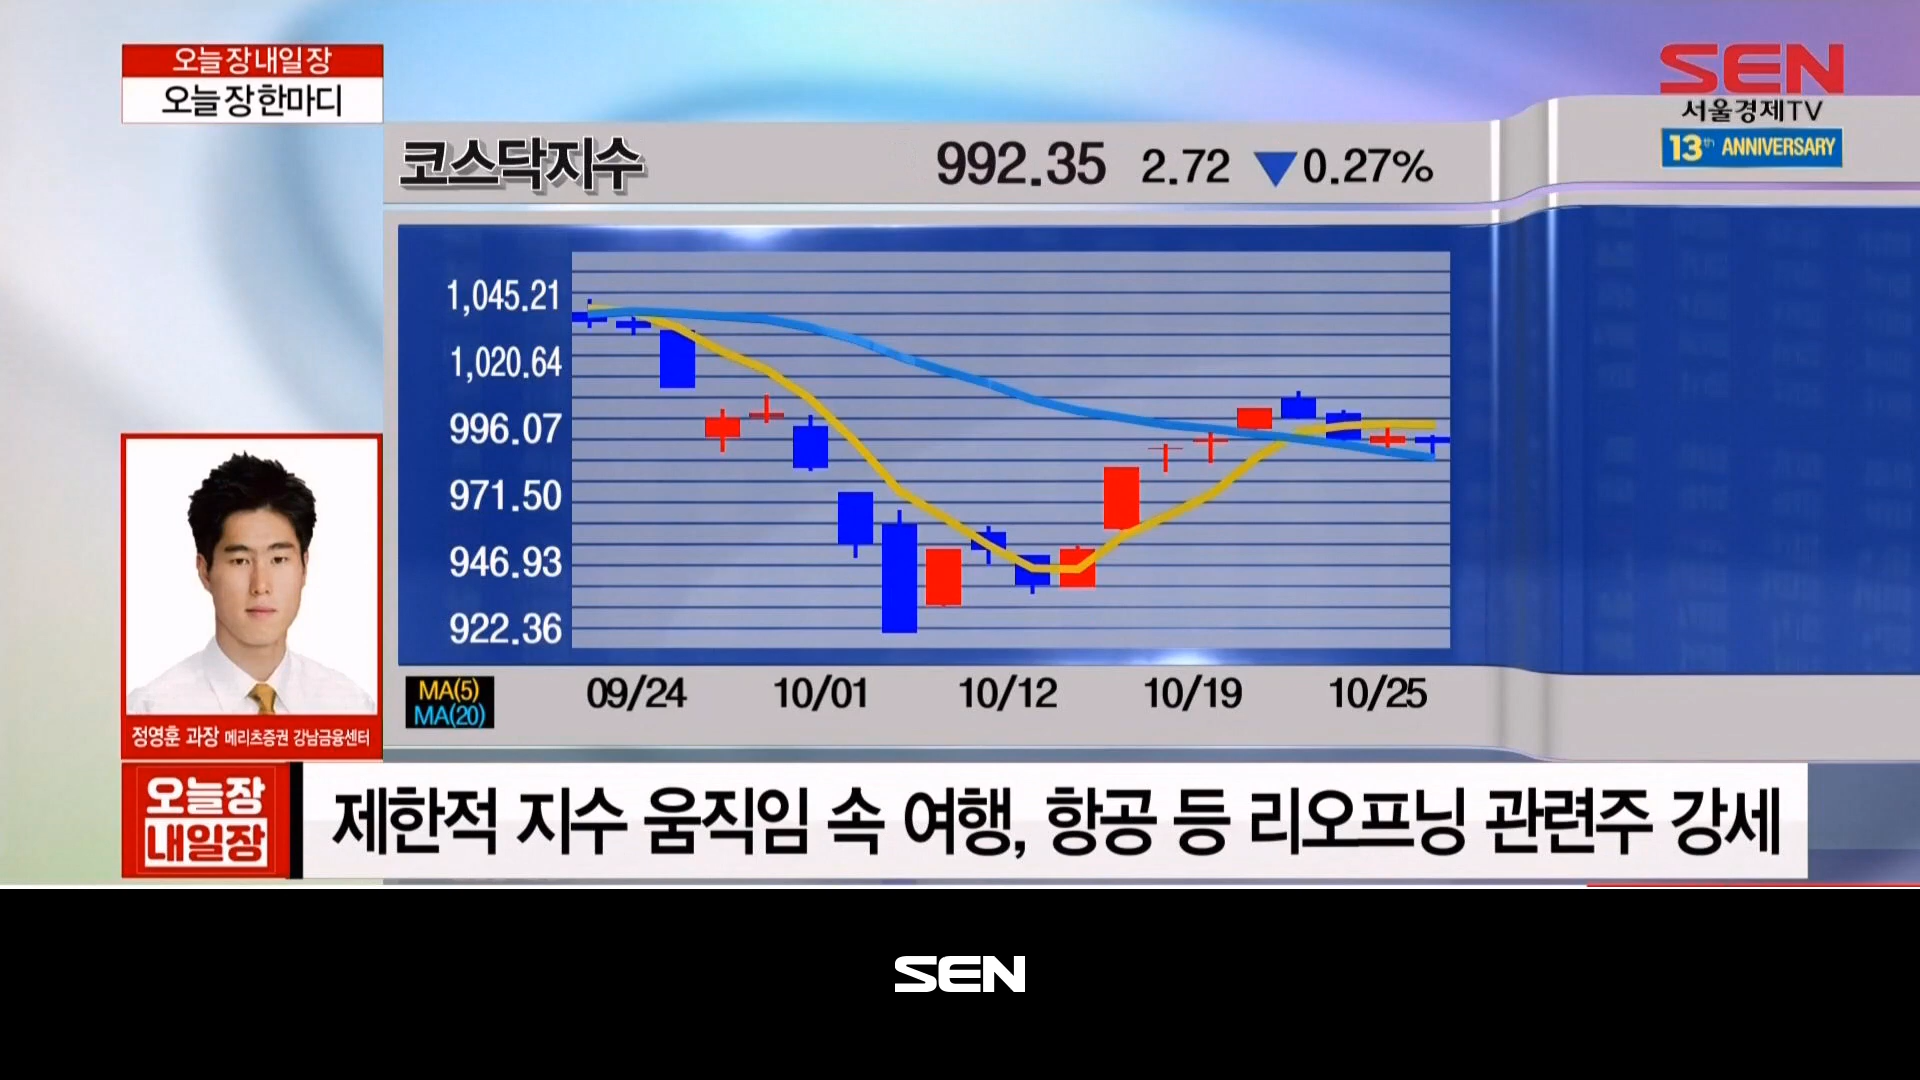 오늘장내일장
오늘장한마디
SEN
서울경제TV
13th ANNIVERSARY
코스닥지수 992.35 2.72 ▼0.27%
1,045.21
1,020.64
996.07
971.50
946.93
922.36
MA(5)
MA(20)
09/24 10/01 10/12 10/19 10/25
정영훈 과장 메리츠증권 강남금융센터
오늘장
내일장
제한적 지수 움직임 속 여행, 항공 등 리오프닝 관련주 강세
SEN